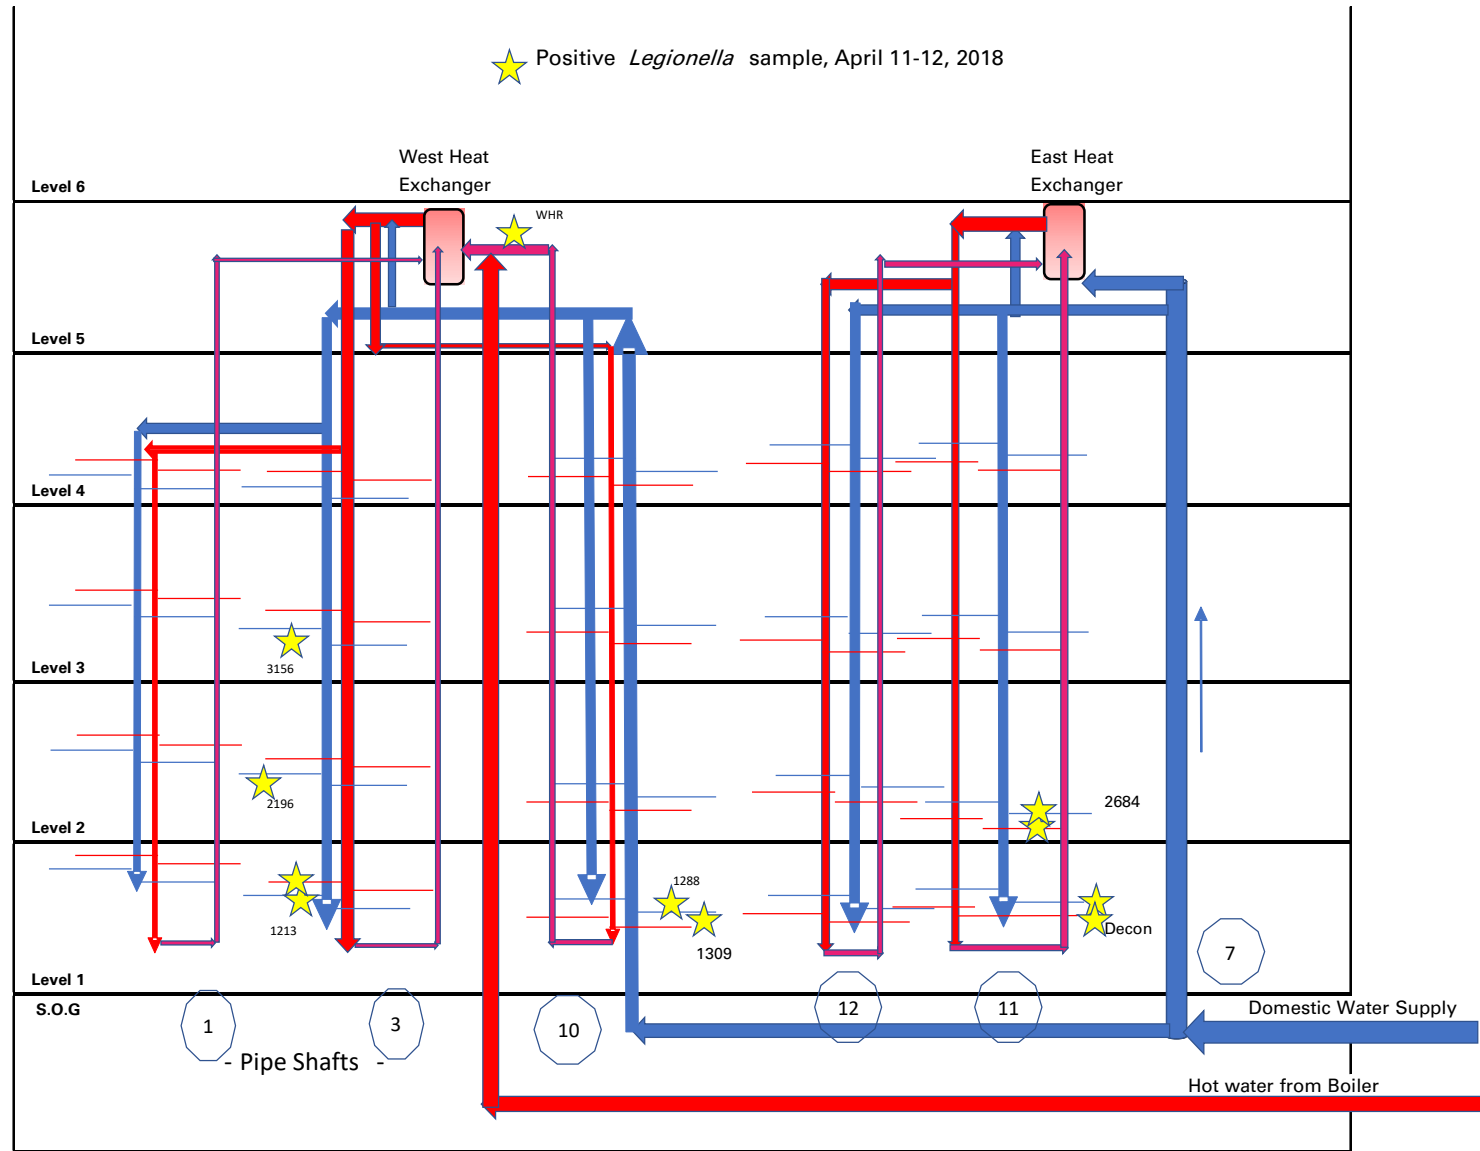 Positive Legionella sample, April 11-12, 2018
West Heat
Exchanger
East Heat
Exchanger
Level 6
WHR
Level 5
Level 4
3156
Level 3
2196
2684
Level 2
1288
1213
Decon
1309
7
Level 1
S.O.G
1
3
10
12
11
Domestic Water Supply
- Pipe Shafts -
Hot water from Boiler